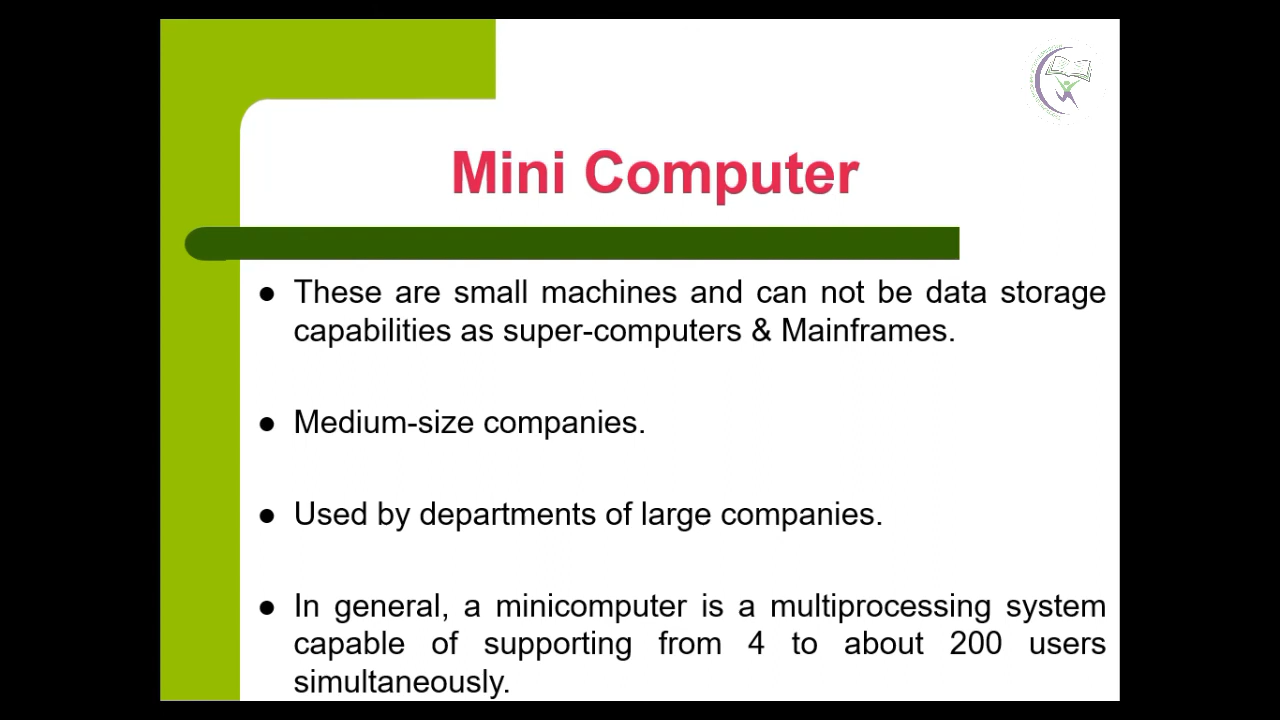 Mini Computer
● These are small machines and can not be data storage
capabilities as super-computers & Mainframes.
● Medium-size companies.
● Used by departments of large companies.
● In general, a minicomputer is a multiprocessing system
capable of supporting from 4 to about 200 users
simultaneously.